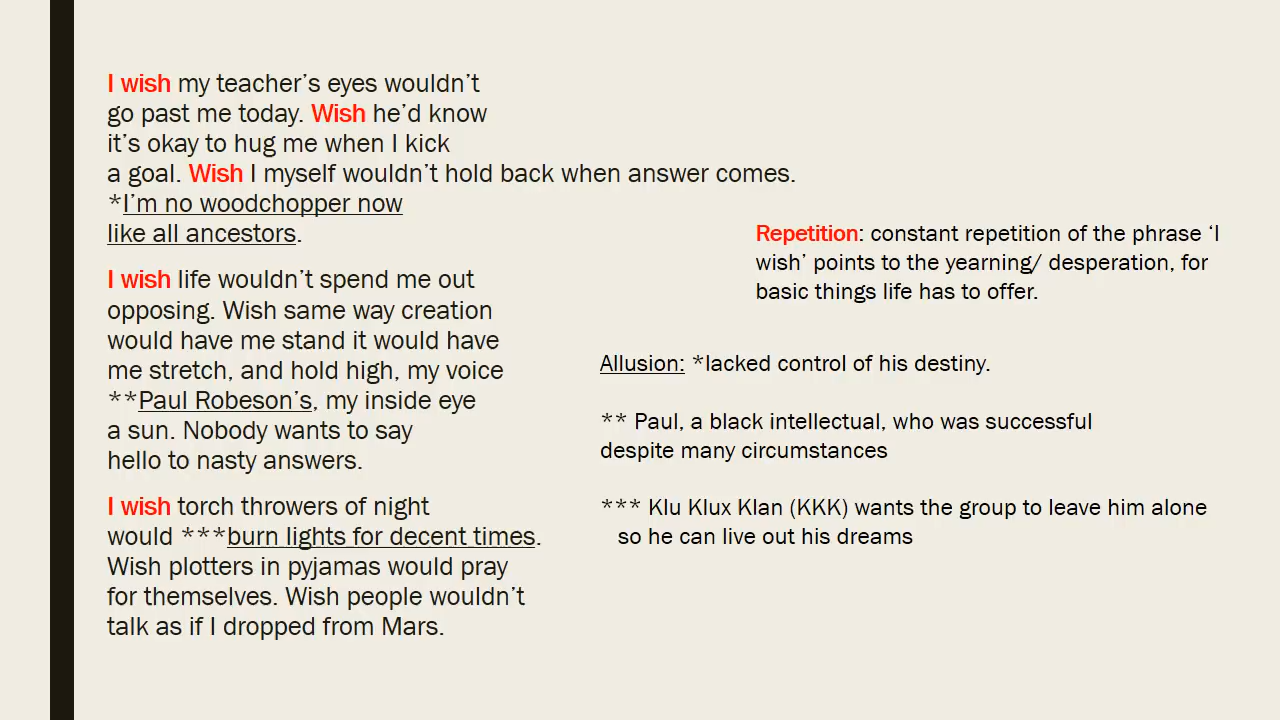 I wish my teacher’s eyes wouldn’t
go past me today. Wish he’d know
it’s okay to hug me when I kick
a goal. Wish I myself wouldn’t hold back when answer comes.
*I’m no woodchopper now
like all ancestors.
I wish life wouldn’t spend me out
opposing. Wish same way creation
would have me stand it would have
me stretch, and hold high, my voice
**Paul Robeson’s, my inside eye
a sun. Nobody wants to say
hello to nasty answers.
I wish torch throwers of night
would ***burn lights for decent times.
Wish plotters in pyjamas would pray
for themselves. Wish people wouldn’t
talk as if I dropped from Mars.
Repetition: constant repetition of the phrase ‘I
wish’ points to the yearning/ desperation, for
basic things life has to offer.
Allusion: *lacked control of his destiny.
** Paul, a black intellectual, who was successful
despite many circumstances
*** Klu Klux Klan (KKK) wants the group to leave him alone
so he can live out his dreams